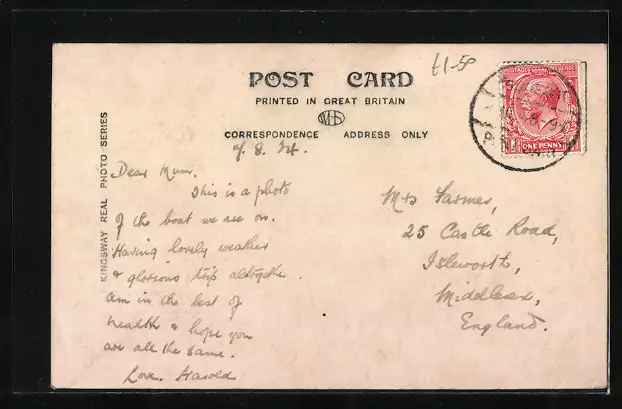 £1-50
POST CARD
PRINTED IN GREAT BRITAIN
CORRESPONDENCE ADDRESS ONLY
KINGSWAY REAL PHOTO SERIES
7.8.24.
Dear Mum.
This is a photo
of the boat we are on.
Having lovely weather
& glorious trip altogether.
Am in the best of
health & hope you
are all the same.
Love. Harold
Mrs Farmer,
25 Castle Road,
Isleworth,
Middlesex,
England.
POSTAGE REVENUE
ONE PENNY